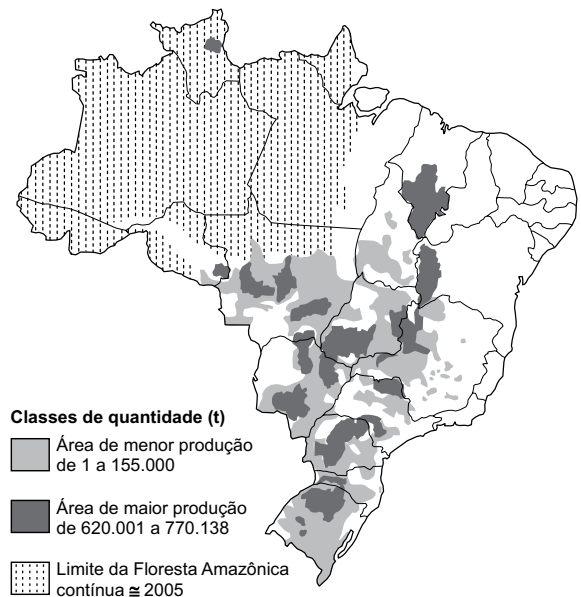 Classes de quantidade (t)
Área de menor produção
de 1 a 155.000
Área de maior produção
de 620.001 a 770.138
Limite da Floresta Amazônica
contínua ≅ 2005